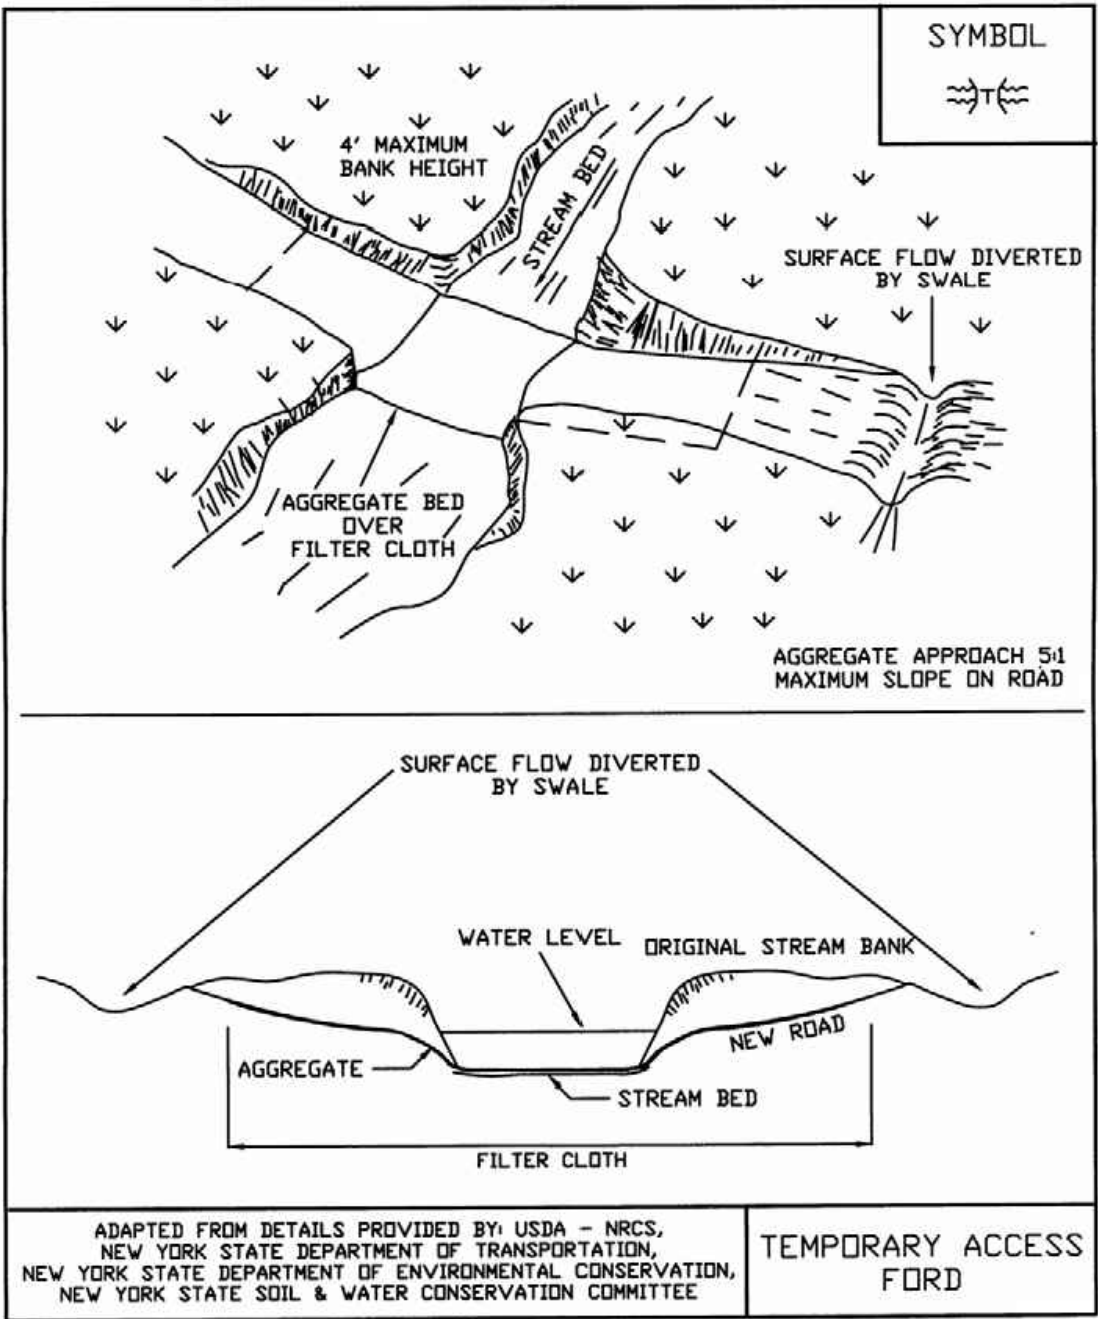 SYMBOL
T
4' MAXIMUM
BANK HEIGHT
STREAM BED
SURFACE FLOW DIVERTED
BY SWALE
AGGREGATE BED
OVER
FILTER CLOTH
AGGREGATE APPROACH 5:1
MAXIMUM SLOPE ON ROAD
SURFACE FLOW DIVERTED
BY SWALE
WATER LEVEL
ORIGINAL STREAM BANK
NEW ROAD
AGGREGATE
STREAM BED
FILTER CLOTH
ADAPTED FROM DETAILS PROVIDED BY: USDA - NRCS,
NEW YORK STATE DEPARTMENT OF TRANSPORTATION,
NEW YORK STATE DEPARTMENT OF ENVIRONMENTAL CONSERVATION,
NEW YORK STATE SOIL & WATER CONSERVATION COMMITTEE
TEMPORARY ACCESS
FORD